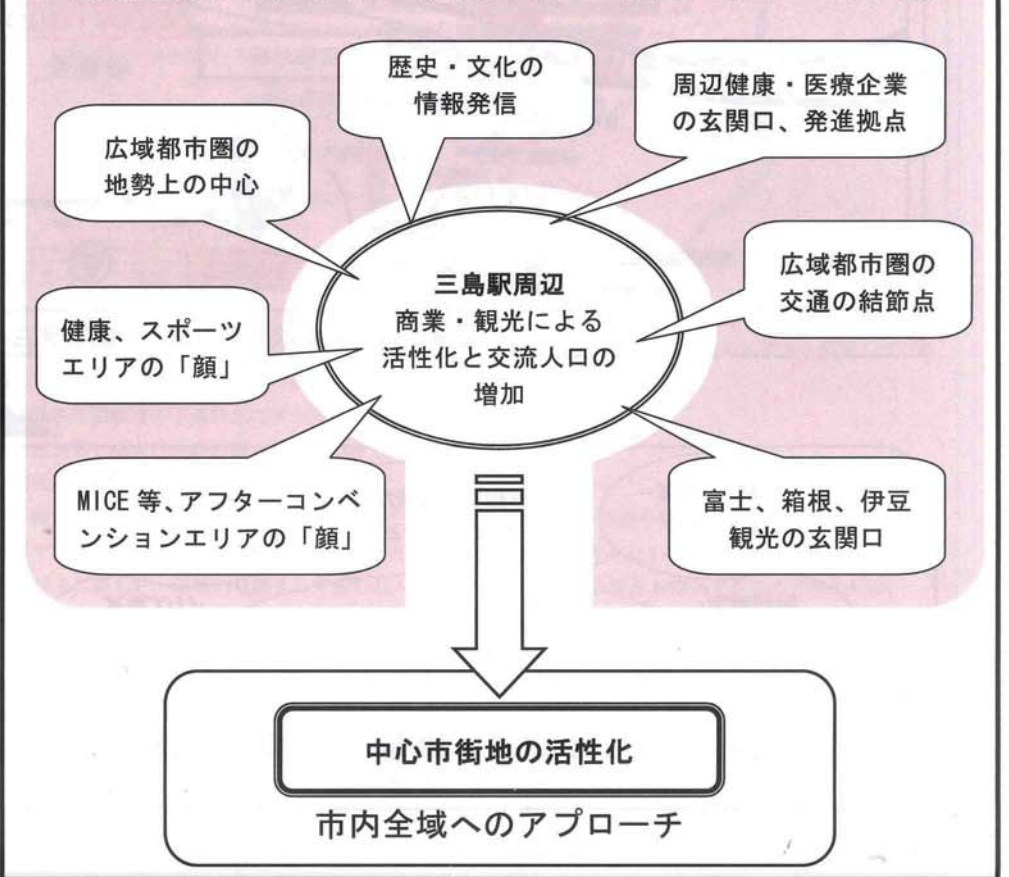 歴史・文化の
情報発信
周辺健康・医療企業
の玄関口、発進拠点
広域都市圏の
地勢上の中心
三島駅周辺
商業・観光による
活性化と交流人口の
増加
広域都市圏の
交通の結節点
健康、スポーツ
エリアの「顔」
MICE等、アフターコンベ
ンションエリアの「顔」
富士、箱根、伊豆
観光の玄関口
中心市街地の活性化
市内全域へのアプローチ